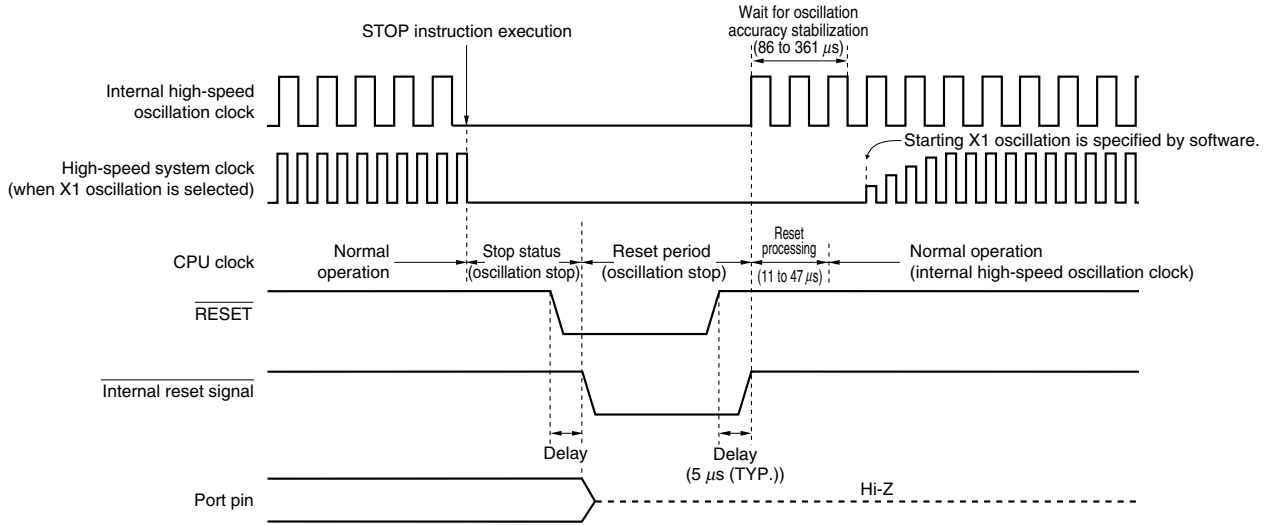 Wait for oscillation
accuracy stabilization
(86 to 361 μs)
STOP instruction execution
Internal high-speed
oscillation clock
Starting X1 oscillation is specified by software.
High-speed system clock
(when X1 oscillation is selected)
CPU clock
Normal
operation
Stop status
(oscillation stop)
Reset period
(oscillation stop)
Reset
processing
(11 to 47 μs)
Normal operation
(internal high-speed oscillation clock)
RESET
Internal reset signal
Delay
Delay
(5 μs (TYP.))
Port pin
Hi-Z